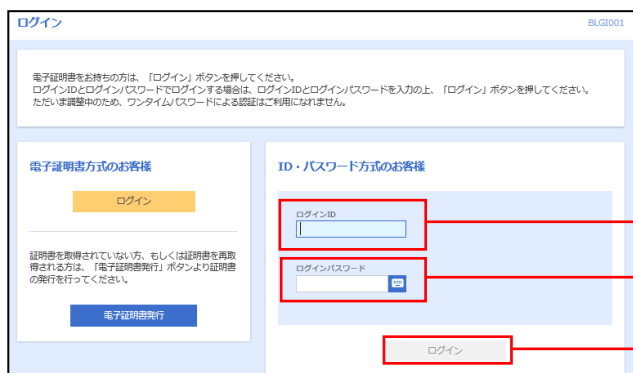 ログイン
BLGI001
電子証明書をお持ちの方は、「ログイン」ボタンを押してください。
ログインIDとログインパスワードでログインする場合は、ログインIDとログインパスワードを入力の上、「ログイン」ボタンを押してください。
ただいま調整中のため、ワンタイムパスワードによる認証はご利用になれません。
電子証明書方式のお客様
ログイン
証明書を取得されていない方、もしくは証明書を再取
得される方は、「電子証明書発行」ボタンより証明書
の発行を行ってください。
電子証明書発行
ID・パスワード方式のお客様
ログインID
ログインパスワード
ログイン